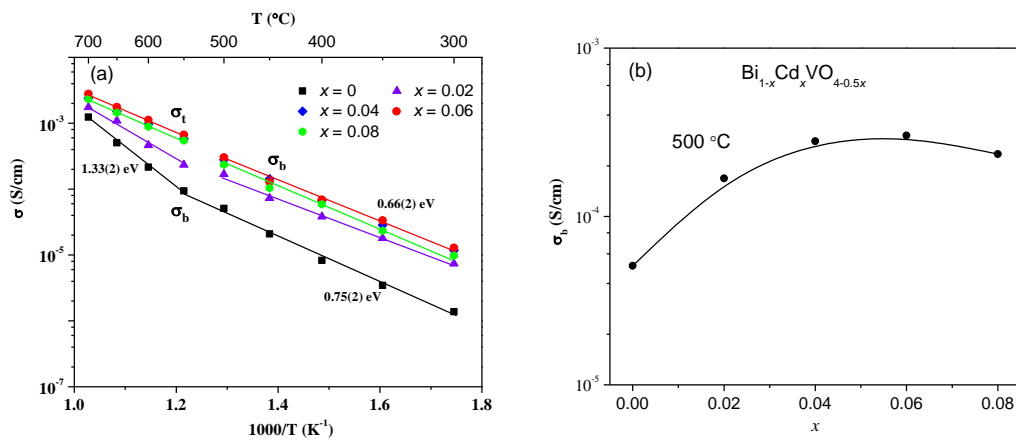 T (°C)
700 600 500 400 300
(a)
x = 0 x = 0.02
x = 0.04 x = 0.06
x = 0.08
σt
σb
1.33(2) eV
σb
0.66(2) eV
0.75(2) eV
10-3
10-5
10-7
σ (S/cm)
1.0 1.2 1.4 1.6 1.8
1000/T (K-1)
(b)
Bi1-xCdxVO4-0.5x
500 °C
10-3
10-4
10-5
σb (S/cm)
0.00 0.02 0.04 0.06 0.08
x